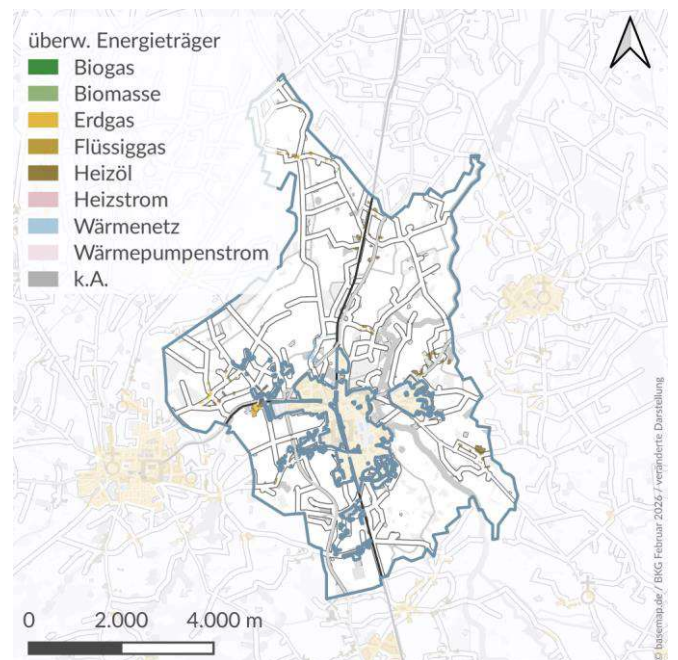 überw. Energieträger
Biogas
Biomasse
Erdgas
Flüssiggas
Heizöl
Heizstrom
Wärmenetz
Wärmepumpenstrom
k.A.
0 2.000 4.000 m
© basemap.de / BKG Februar 2026 / veränderte Darstellung